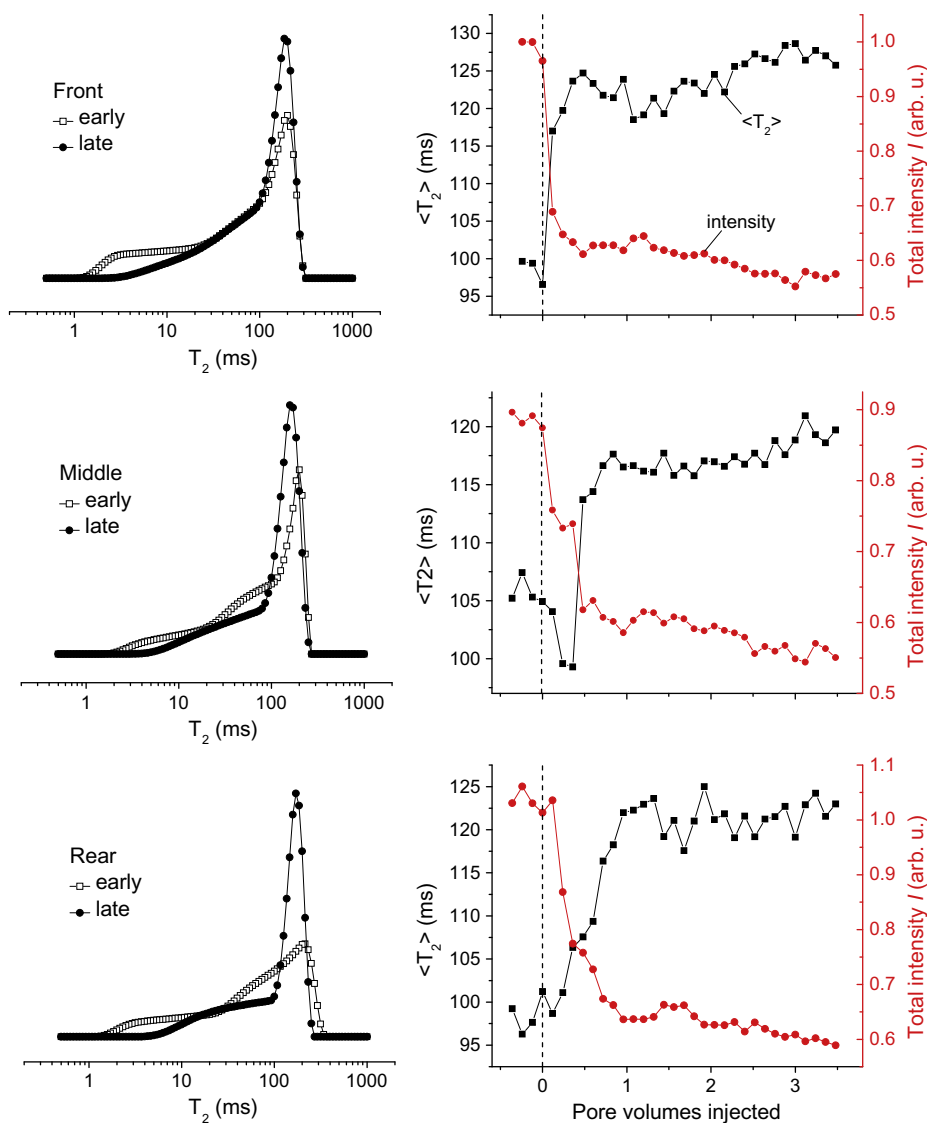 Front
early
late
1 10 100 1000
T2 (ms)
130
125
120
115
110
105
100
95
<T2> (ms)
<T2>
intensity
1.0
0.9
0.8
0.7
0.6
0.5
Total intensity I (arb. u.)
Middle
early
late
1 10 100 1000
T2 (ms)
120
115
110
105
100
<T2> (ms)
0.9
0.8
0.7
0.6
0.5
Total intensity I (arb. u.)
Rear
early
late
1 10 100 1000
T2 (ms)
125
120
115
110
105
100
95
<T2> (ms)
1.1
1.0
0.9
0.8
0.7
0.6
Total intensity I (arb. u.)
0 1 2 3
Pore volumes injected